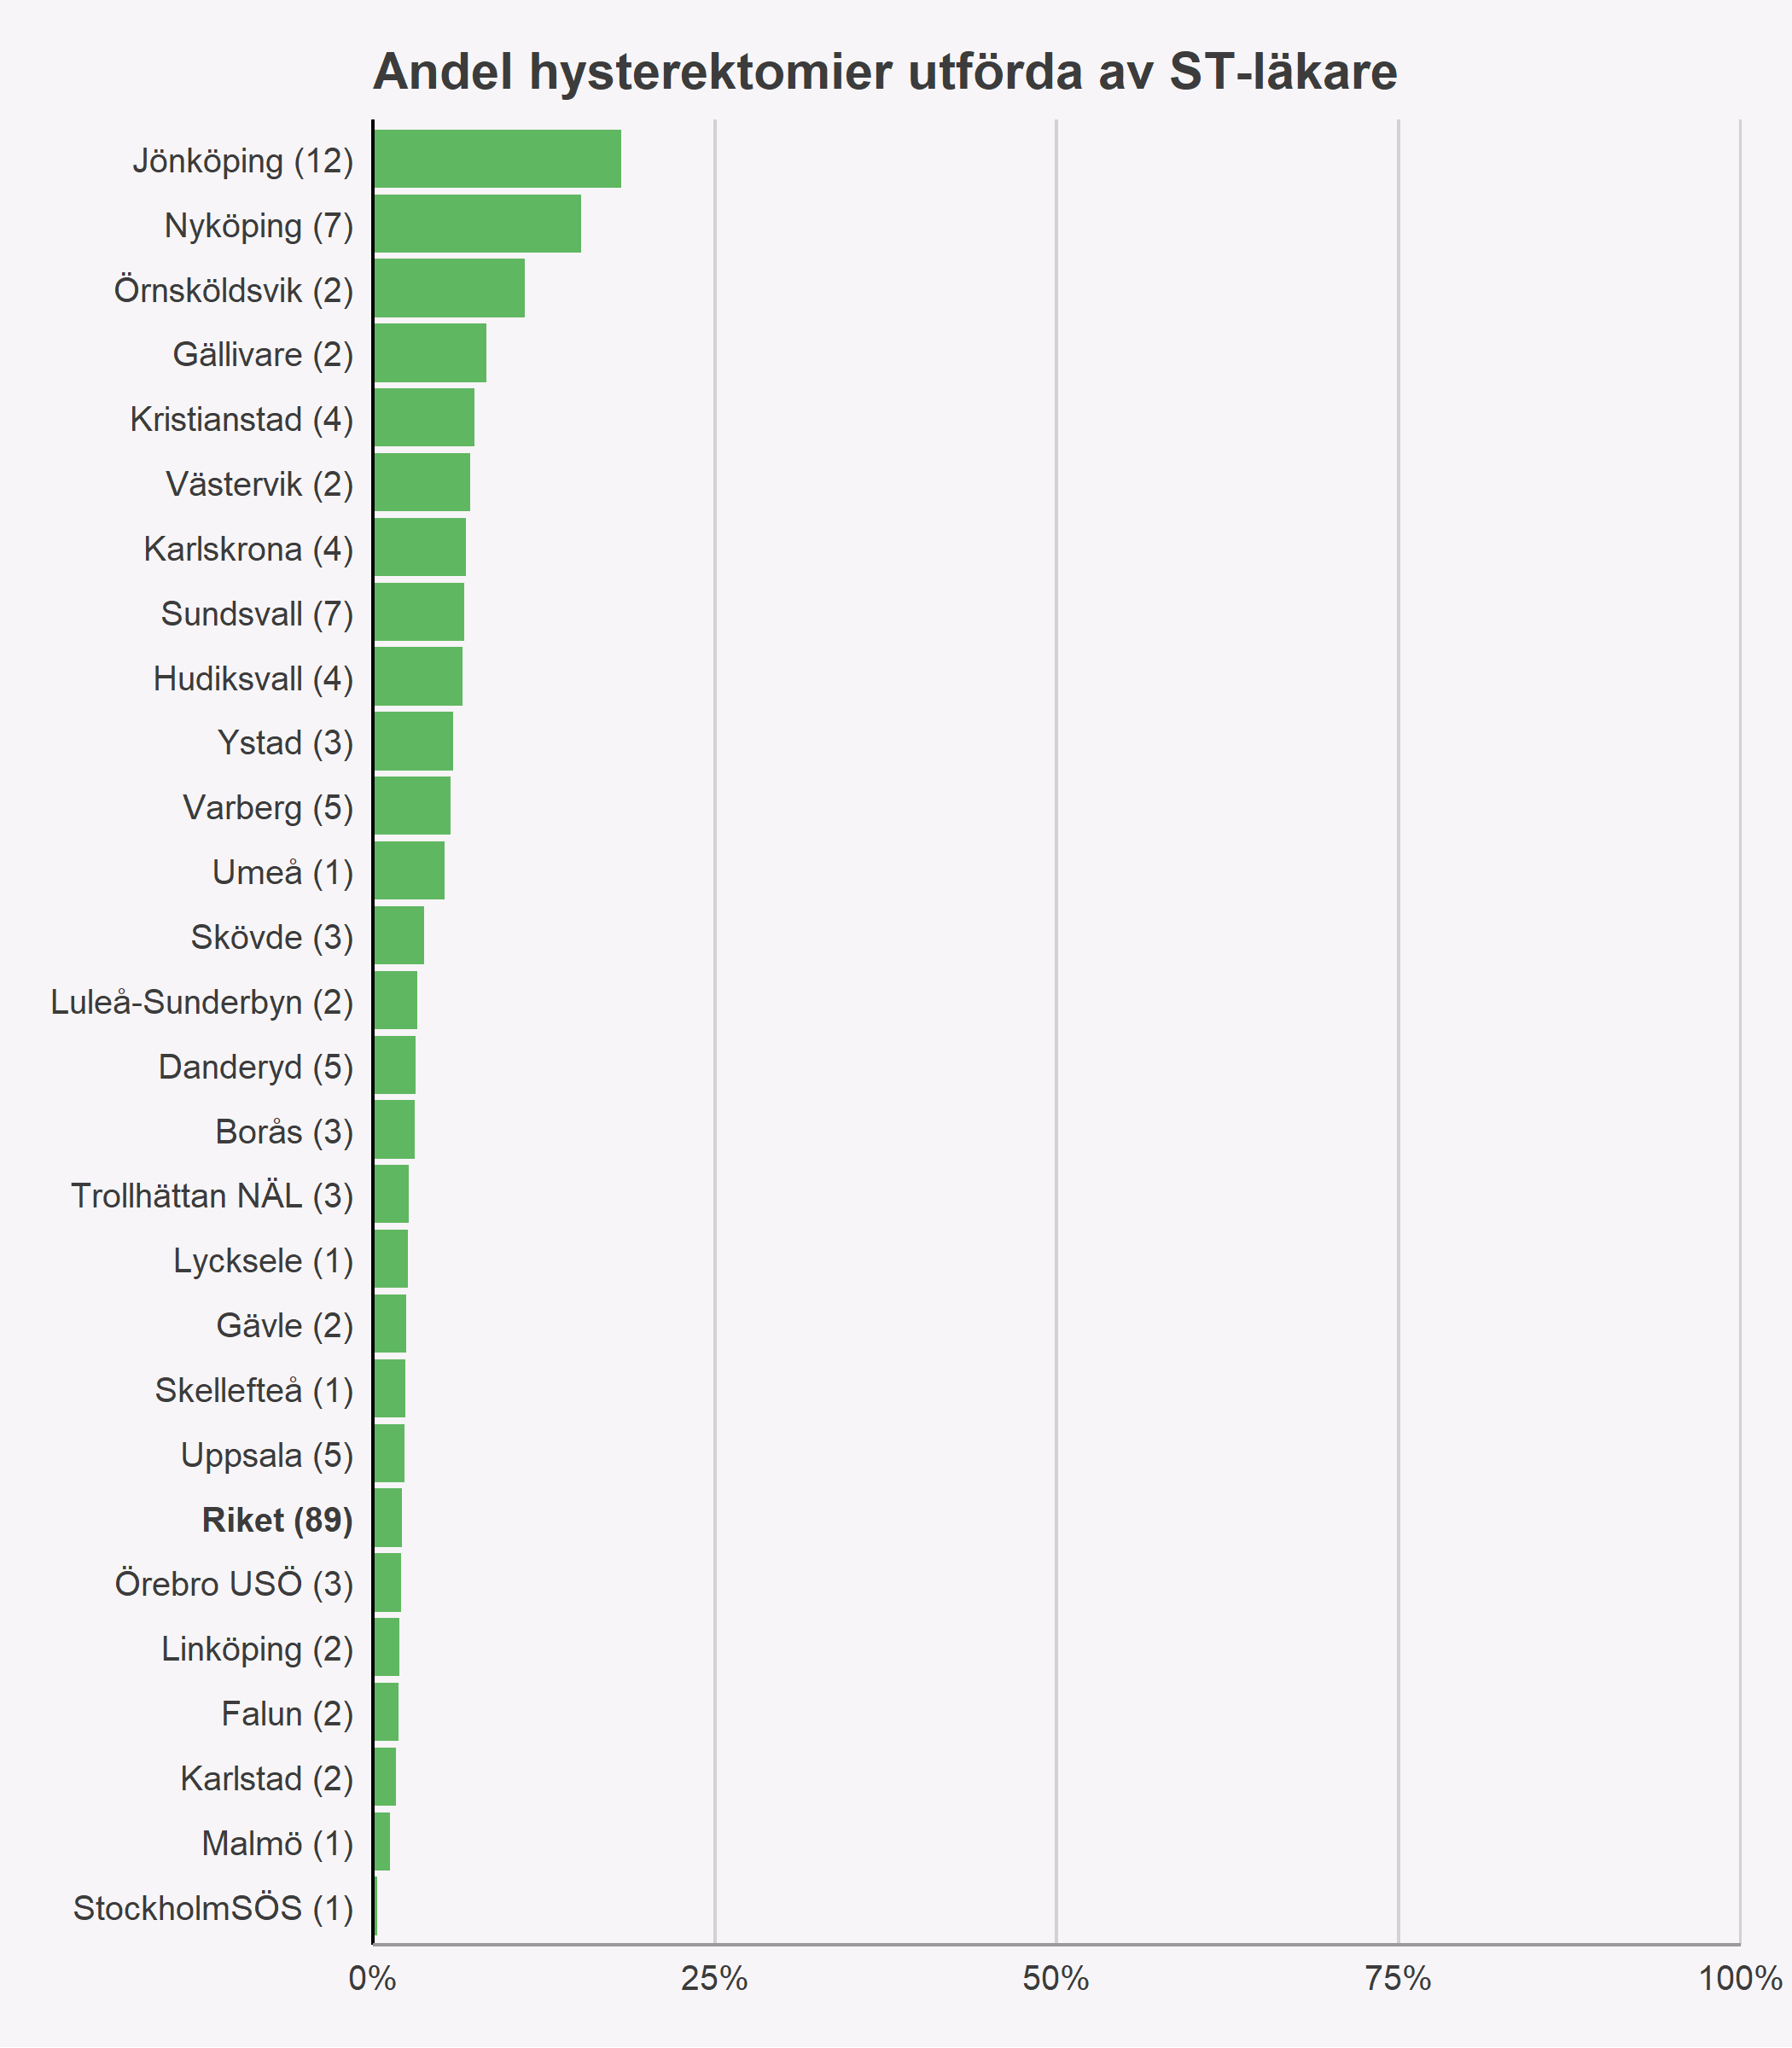 Andel hysterektomier utförda av ST-läkare
Jönköping (12)
Nyköping (7)
Örnsköldsvik (2)
Gällivare (2)
Kristianstad (4)
Västervik (2)
Karlskrona (4)
Sundsvall (7)
Hudiksvall (4)
Ystad (3)
Varberg (5)
Umeå (1)
Skövde (3)
Luleå-Sunderbyn (2)
Danderyd (5)
Borås (3)
Trollhättan NÄL (3)
Lycksele (1)
Gävle (2)
Skellefteå (1)
Uppsala (5)
Riket (89)
Örebro USÖ (3)
Linköping (2)
Falun (2)
Karlstad (2)
Malmö (1)
StockholmSÖS (1)
0% 25% 50% 75% 100%